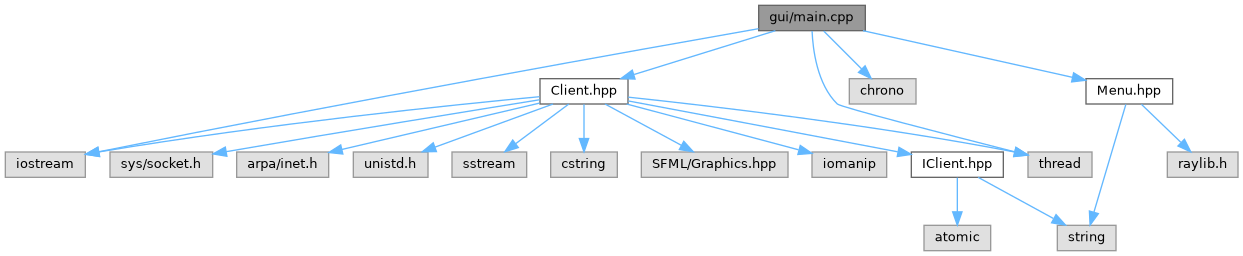 gui/main.cpp
Client.hpp
chrono
Menu.hpp
iostream
sys/socket.h
arpa/inet.h
unistd.h
sstream
cstring
SFML/Graphics.hpp
iomanip
IClient.hpp
thread
raylib.h
atomic
string